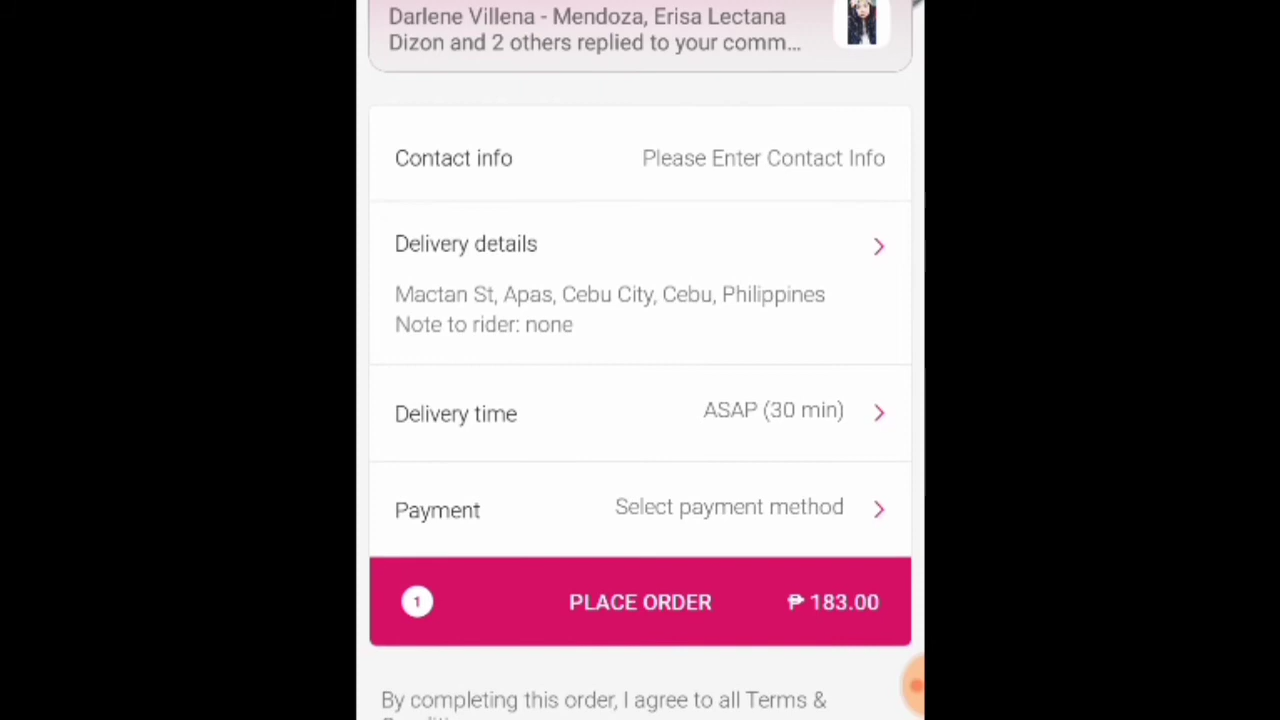 Darlene Villena - Mendoza, Erisa Lectana
Dizon and 2 others replied to your comm...
Contact info Please Enter Contact Info
Delivery details
Mactan St, Apas, Cebu City, Cebu, Philippines
Note to rider: none
Delivery time ASAP (30 min)
Payment Select payment method
1 PLACE ORDER ₱ 183.00
By completing this order, I agree to all Terms &